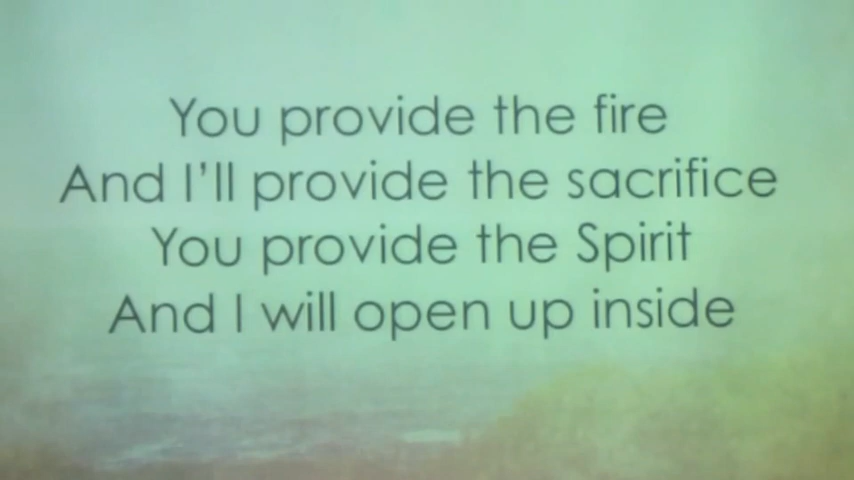 You provide the fire
And I'll provide the sacrifice
You provide the Spirit
And I will open up inside